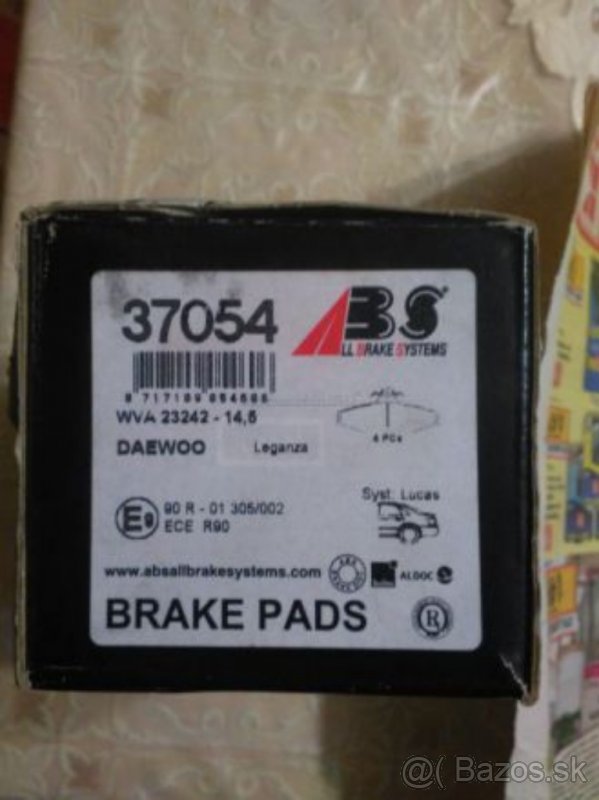 37054
ABS
ALL BRAKE SYSTEMS
WVA 23242 - 14,5
4 PCs
DAEWOO Leganza
Syst: Lucas
90 R - 01 305/002
ECE R90
www.absallbrakesystems.com
BRAKE PADS
R
Bazos.sk